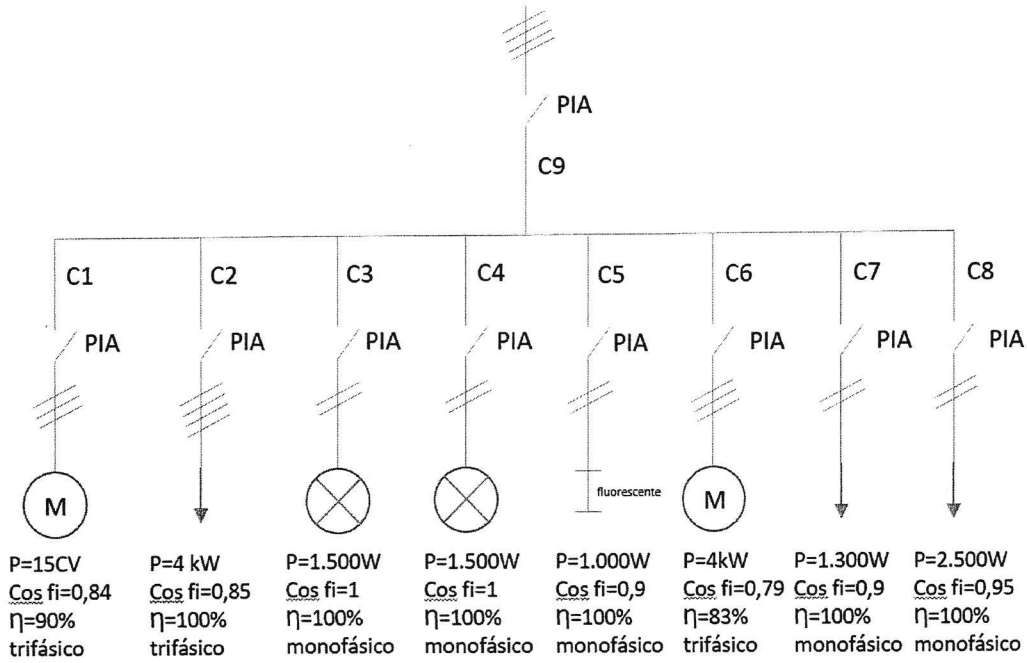 PIA
C9
C1
C2
C3
C4
C5
C6
C7
C8
PIA
PIA
PIA
PIA
PIA
PIA
PIA
PIA
M
fluorescente
M
P=15CV
Cos fi=0,84
η=90%
trifásico
P=4 kW
Cos fi=0,85
η=100%
trifásico
P=1.500W
Cos fi=1
η=100%
monofásico
P=1.500W
Cos fi=1
η=100%
monofásico
P=1.000W
Cos fi=0,9
η=100%
monofásico
P=4kW
Cos fi=0,79
η=83%
trifásico
P=1.300W
Cos fi=0,9
η=100%
monofásico
P=2.500W
Cos fi=0,95
η=100%
monofásico